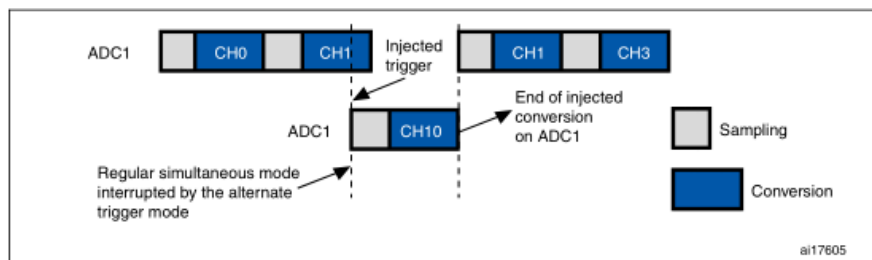 ADC1
CH0
CH1
Injected
trigger
CH1
CH3
ADC1
CH10
End of injected
conversion
on ADC1
Sampling
Regular simultaneous mode
interrupted by the alternate
trigger mode
Conversion
ai17605